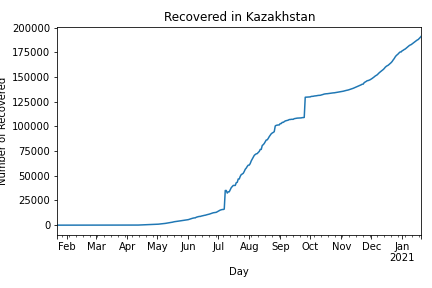 Recovered in Kazakhstan
200000
175000
150000
125000
100000
75000
50000
25000
0
Number of Recovered
Feb Mar Apr May Jun Jul Aug Sep Oct Nov Dec Jan
2021
Day